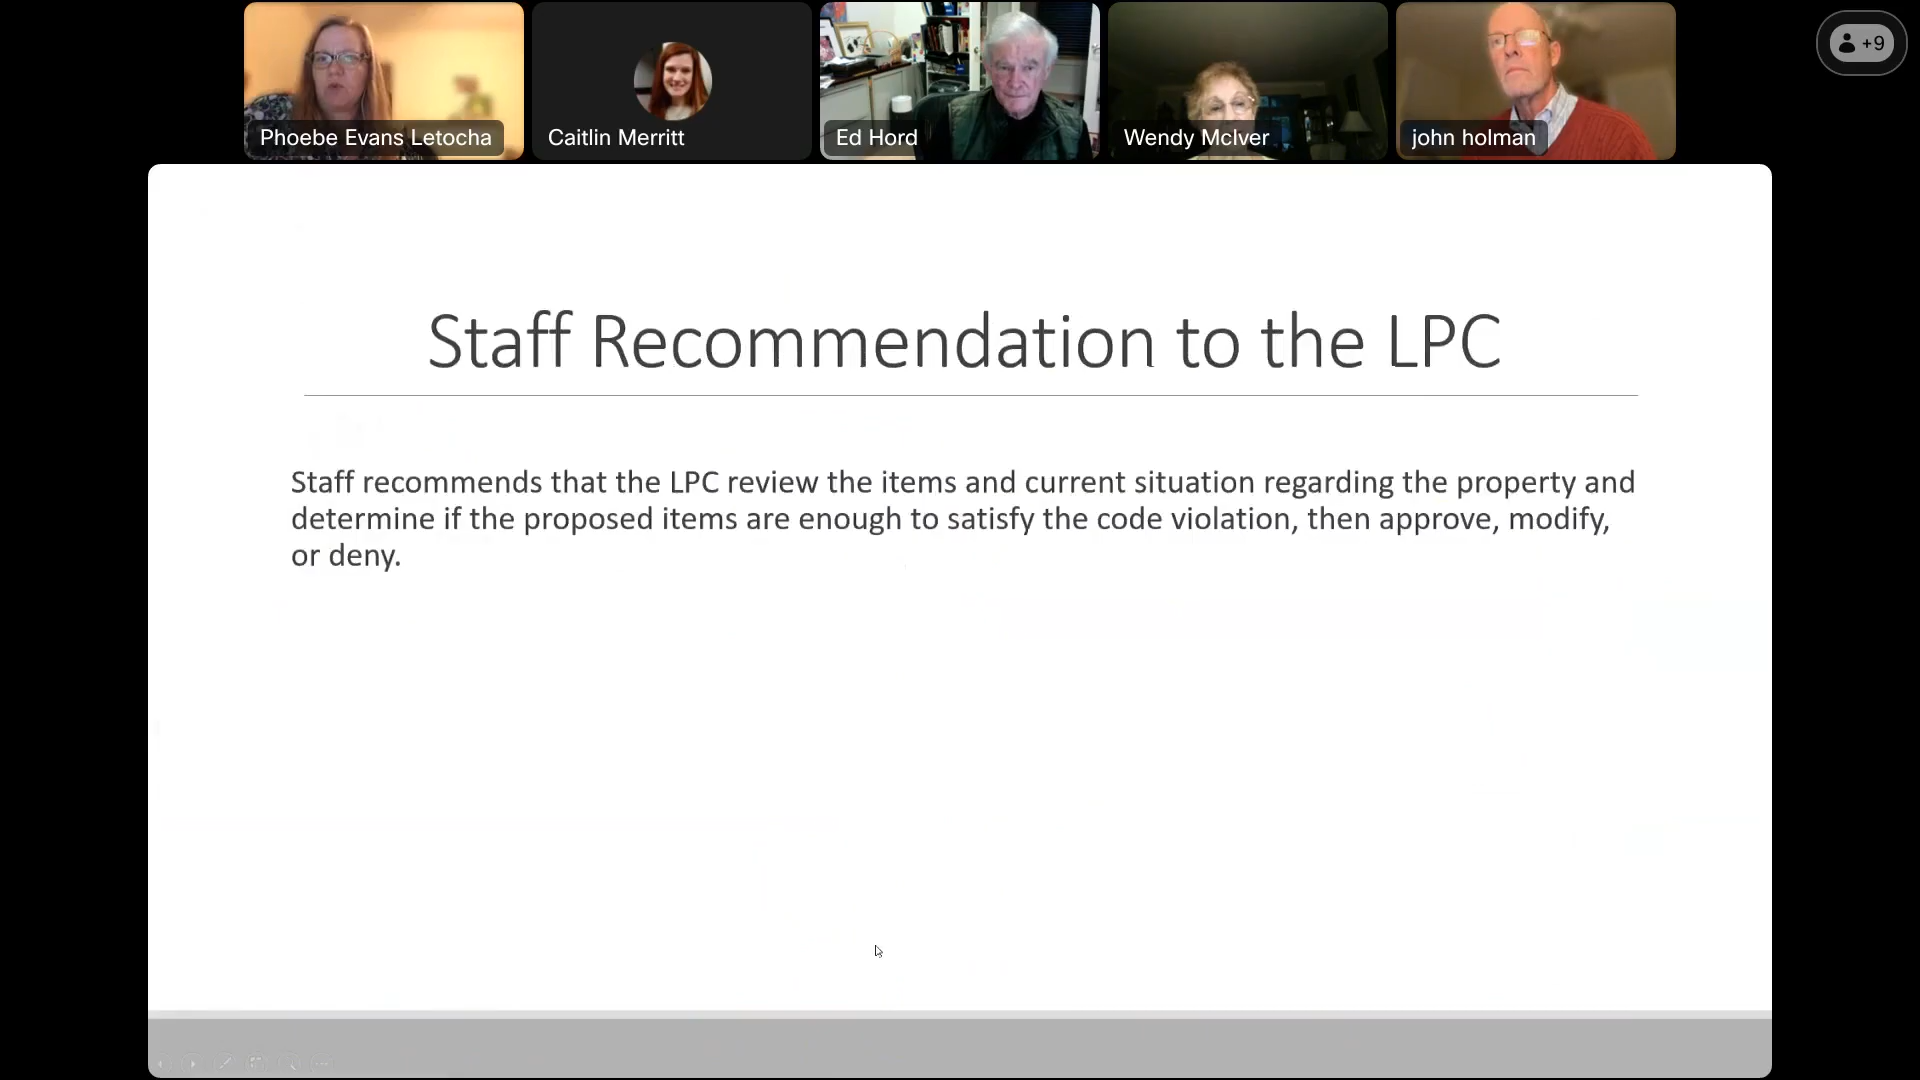 Phoebe Evans Letocha
Caitlin Merritt
Ed Hord
Wendy McIver
john holman
+9
Staff Recommendation to the LPC
Staff recommends that the LPC review the items and current situation regarding the property and
determine if the proposed items are enough to satisfy the code violation, then approve, modify,
or deny.